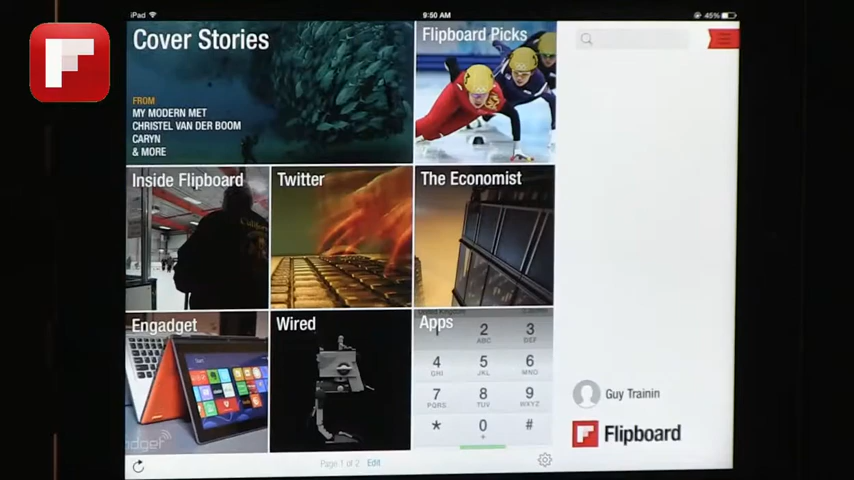 iPad
9:50 AM
45%
Cover Stories
FROM
MY MODERN MET
CHRISTEL VAN DER BOOM
CARYN
& MORE
Flipboard Picks
Inside Flipboard
Twitter
The Economist
Engadget
Wired
Apps
1 2 3
ABC DEF
4 5 6
GHI JKL MNO
7 8 9
PQRS TUV WXYZ
* 0 #
+
Guy Trainin
Flipboard
Page 1 of 2 Edit